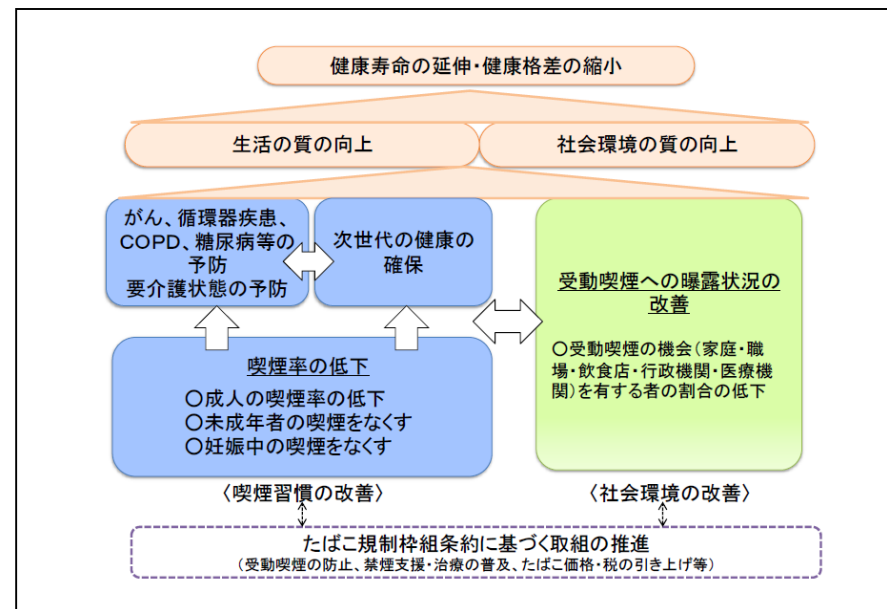 健康寿命の延伸・健康格差の縮小
生活の質の向上
社会環境の質の向上
がん、循環器疾患、
COPD、糖尿病等の
予防
要介護状態の予防
次世代の健康の
確保
受動喫煙への曝露状況の
改善
○受動喫煙の機会(家庭・職
場・飲食店・行政機関・医療機
関)を有する者の割合の低下
喫煙率の低下
○成人の喫煙率の低下
○未成年者の喫煙をなくす
○妊娠中の喫煙をなくす
〈喫煙習慣の改善〉
〈社会環境の改善〉
たばこ規制枠組条約に基づく取組の推進
(受動喫煙の防止、禁煙支援・治療の普及、たばこ価格・税の引き上げ等)